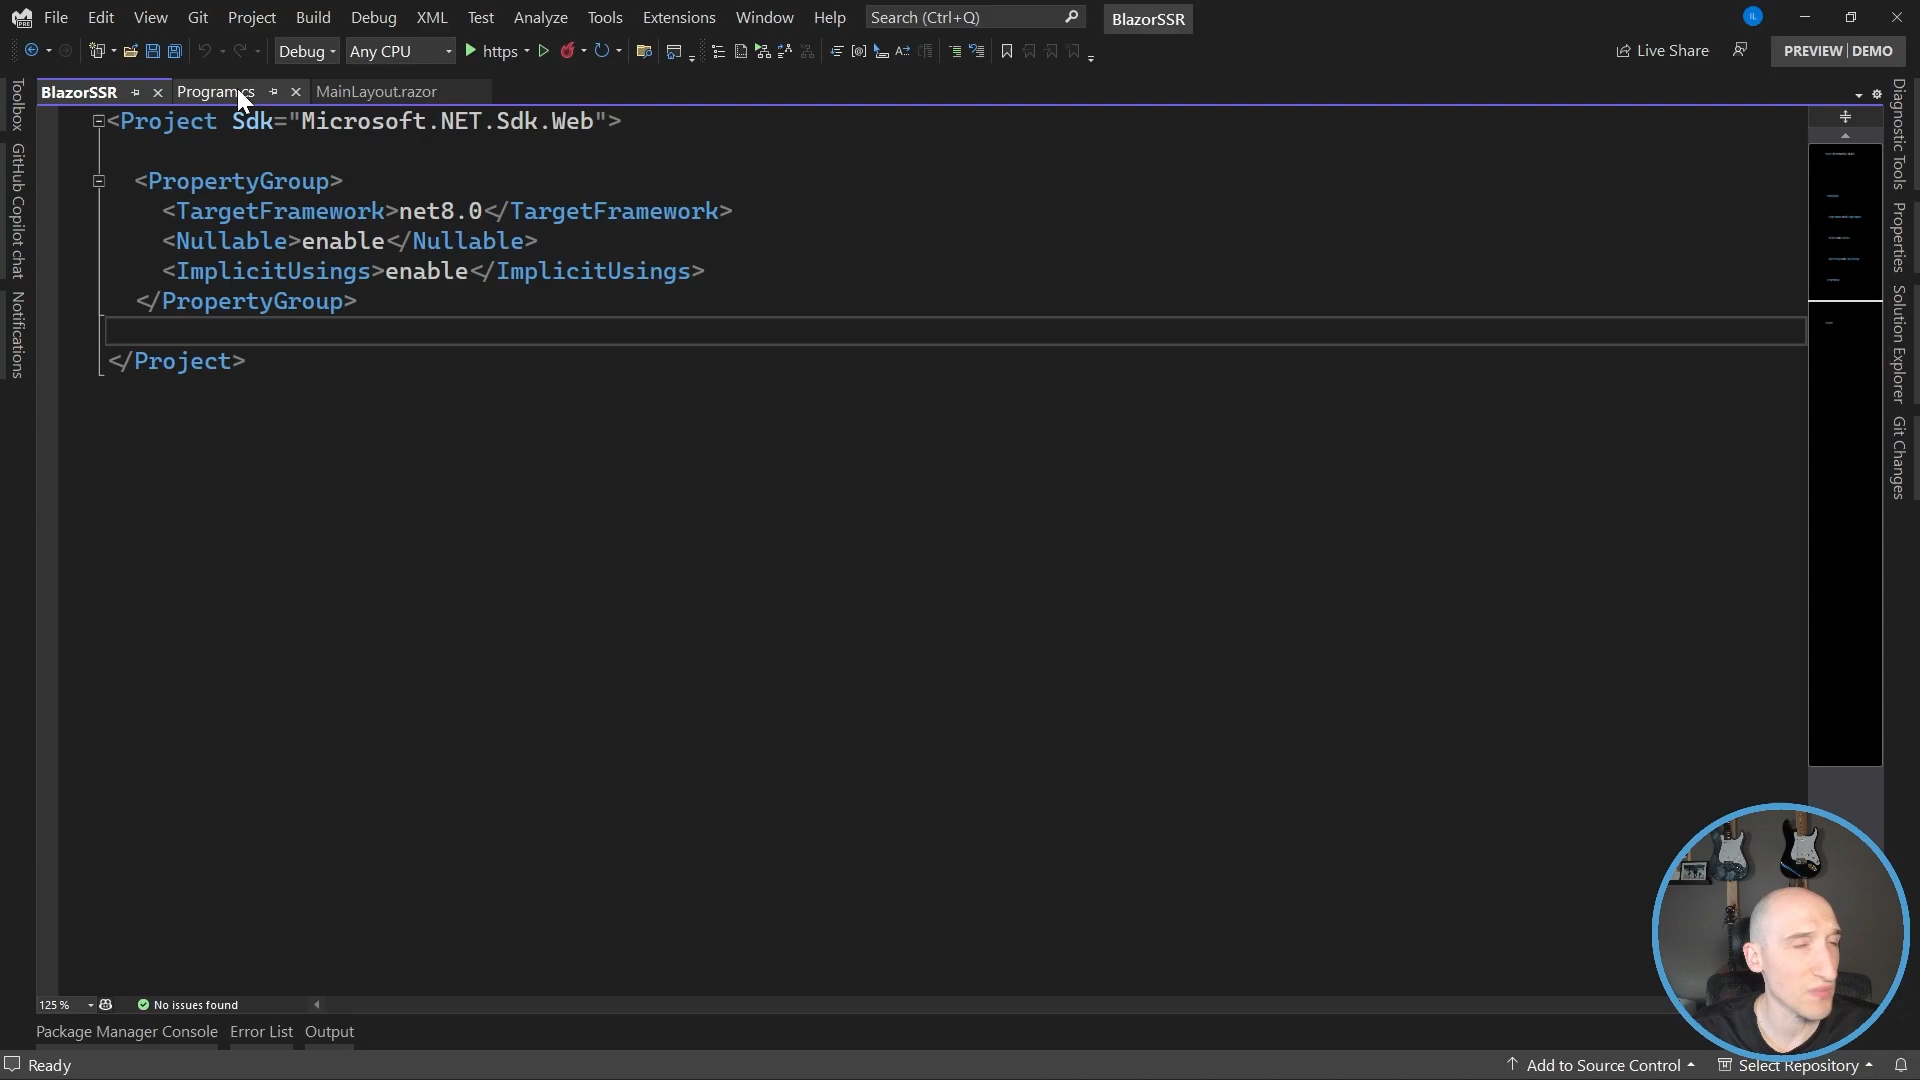 File Edit View Git Project Build Debug XML Test Analyze Tools Extensions Window Help Search (Ctrl+Q) BlazorSSR
IL
Debug Any CPU https Live Share PREVIEW | DEMO
BlazorSSR Program.cs MainLayout.razor
Toolbox
GitHub Copilot chat
Notifications
<Project Sdk="Microsoft.NET.Sdk.Web">
<PropertyGroup>
<TargetFramework>net8.0</TargetFramework>
<Nullable>enable</Nullable>
<ImplicitUsings>enable</ImplicitUsings>
</PropertyGroup>
</Project>
Diagnostic Tools
Properties
Solution Explorer
Git Changes
125 % No issues found
Package Manager Console Error List Output
Ready Add to Source Control Select Repository